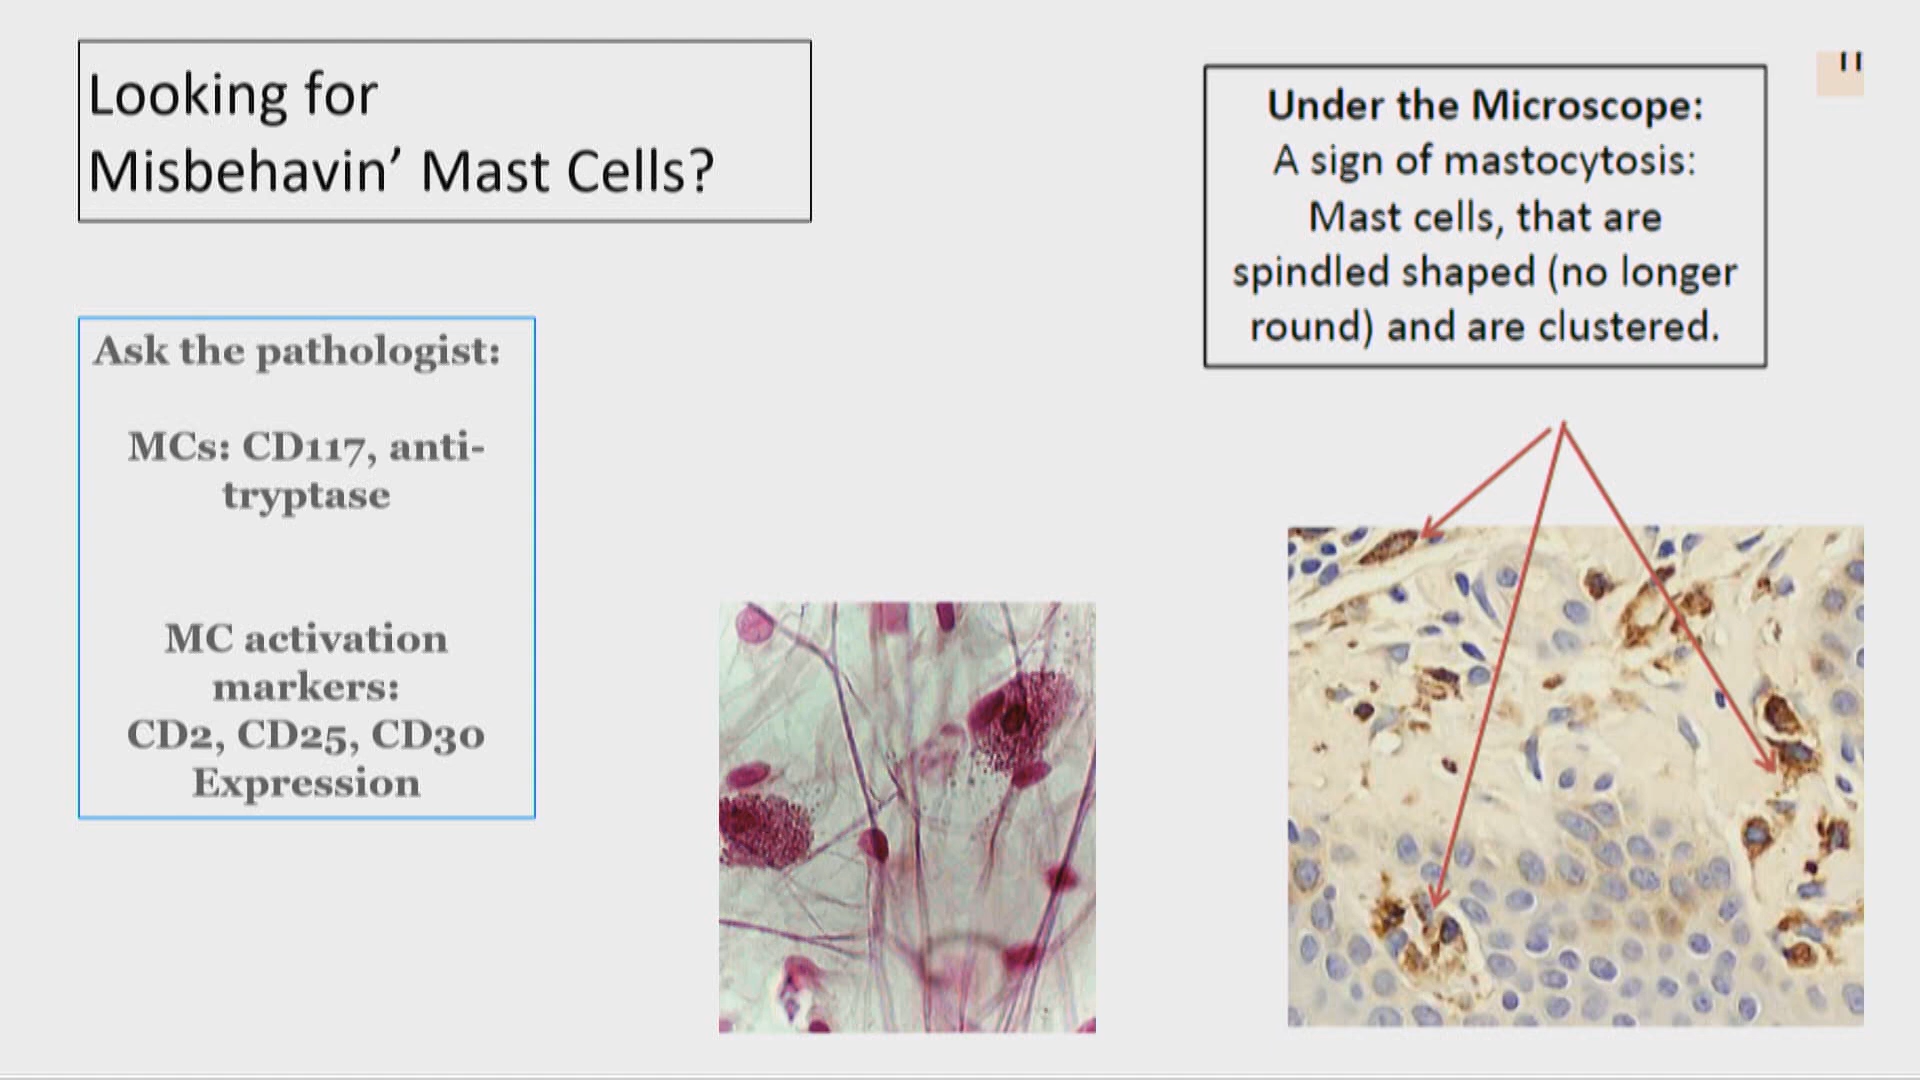 Looking for
Misbehavin’ Mast Cells?
Under the Microscope:
A sign of mastocytosis:
Mast cells, that are
spindled shaped (no longer
round) and are clustered.
Ask the pathologist:
MCs: CD117, anti-
tryptase
MC activation
markers:
CD2, CD25, CD30
Expression